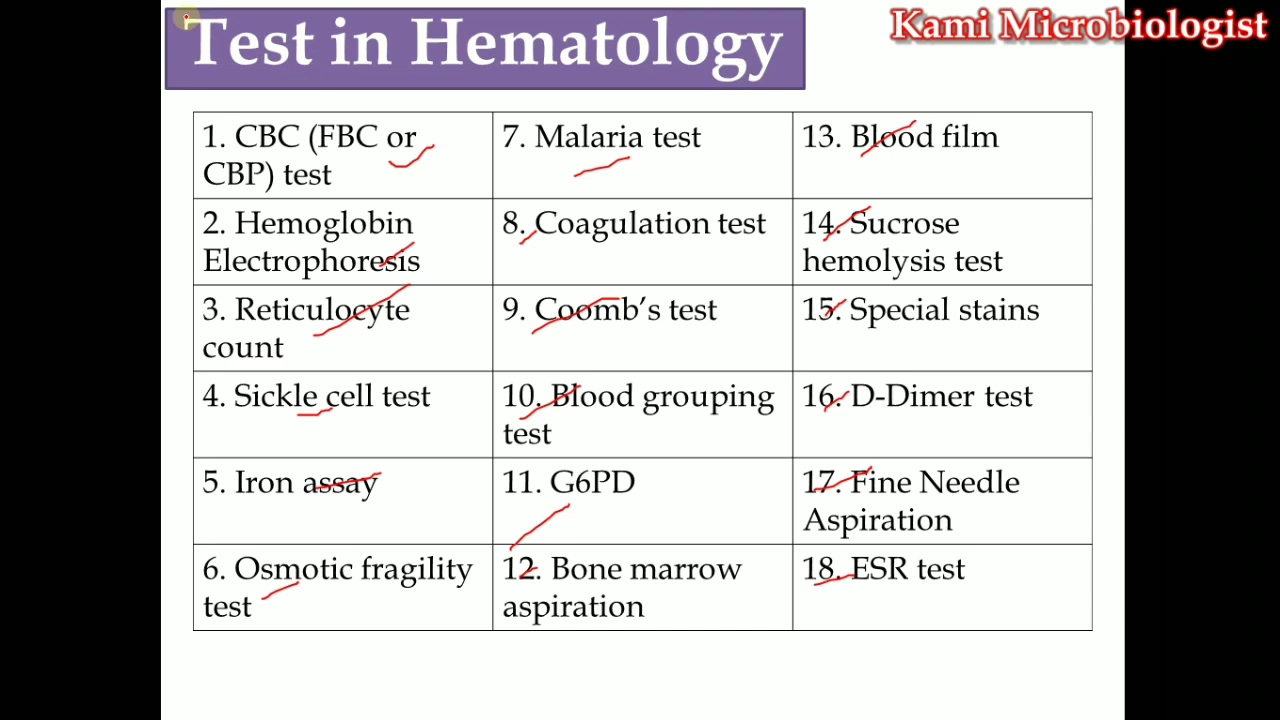 Test in Hematology
Kami Microbiologist
1. CBC (FBC or
CBP) test
7. Malaria test
13. Blood film
2. Hemoglobin
Electrophoresis
8. Coagulation test
14. Sucrose
hemolysis test
3. Reticulocyte
count
9. Coomb's test
15. Special stains
4. Sickle cell test
10. Blood grouping
test
16. D-Dimer test
5. Iron assay
11. G6PD
17. Fine Needle
Aspiration
6. Osmotic fragility
test
12. Bone marrow
aspiration
18. ESR test